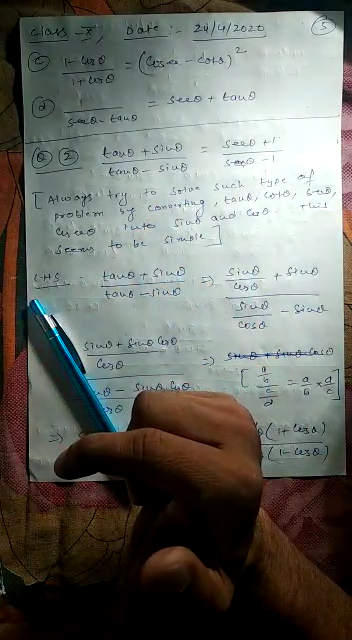 Class - X, Date :- 24/4/2020 (5)
(c) (1 - cosθ)/(1 + cosθ) = (cosec - cotθ)²
(d) 1/(secθ - tanθ) = secθ + tanθ
Q (2) (tanθ + sinθ)/(tanθ - sinθ) = (secθ + 1)/(secθ - 1)
[Always try to solve such type of
problem by converting, tanθ, cotθ, secθ,
cosecθ into sinθ and cosθ. This
seems to be simple]
LHS - (tanθ + sinθ)/(tanθ - sinθ) => (sinθ/cosθ + sinθ)/(sinθ/cosθ - sinθ)
(sinθ + sinθ cosθ)/cosθ => sinθ + sinθ cosθ
- sinθ cosθ [(a/b)/(c/d) = a/b × d/c]
=> (1 + cosθ)
(1 - cosθ)